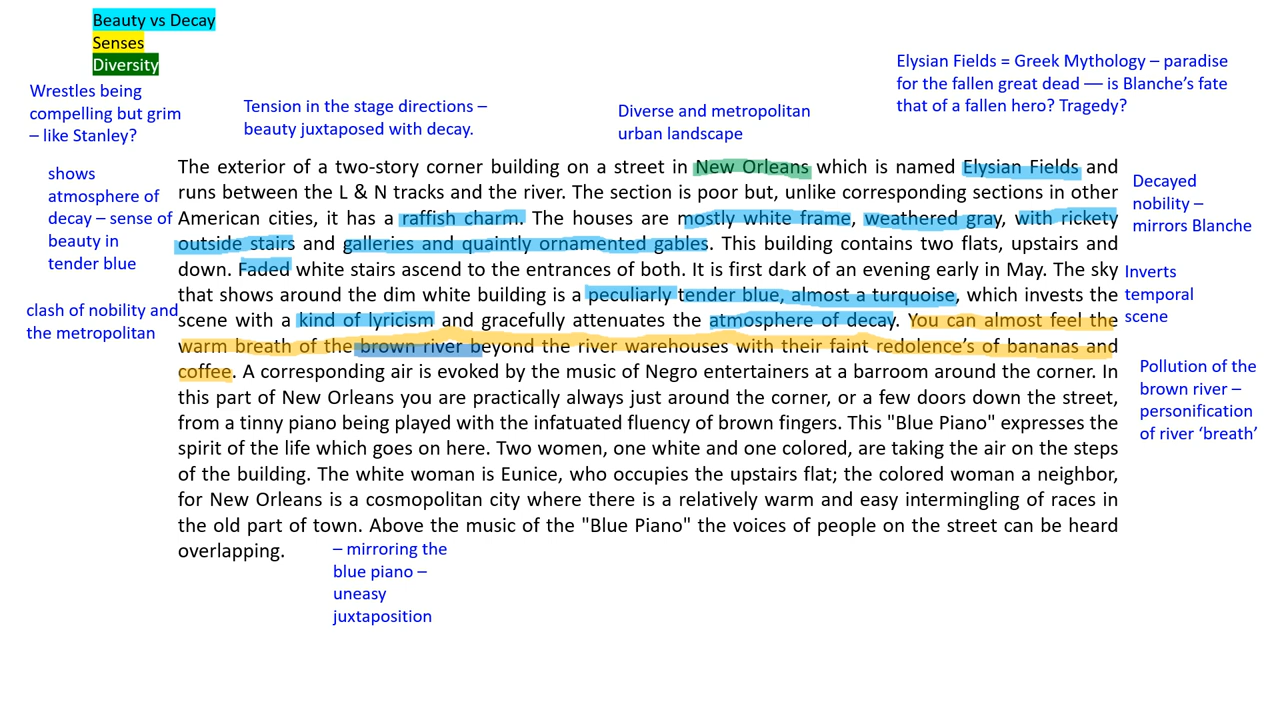 Beauty vs Decay
Senses
Diversity
Wrestles being
compelling but grim
– like Stanley?
Tension in the stage directions –
beauty juxtaposed with decay.
Diverse and metropolitan
urban landscape
Elysian Fields = Greek Mythology – paradise
for the fallen great dead –– is Blanche’s fate
that of a fallen hero? Tragedy?
shows
atmosphere of
decay – sense of
beauty in
tender blue
clash of nobility and
the metropolitan
The exterior of a two-story corner building on a street in New Orleans which is named Elysian Fields and
runs between the L & N tracks and the river. The section is poor but, unlike corresponding sections in other
American cities, it has a raffish charm. The houses are mostly white frame, weathered gray, with rickety
outside stairs and galleries and quaintly ornamented gables. This building contains two flats, upstairs and
down. Faded white stairs ascend to the entrances of both. It is first dark of an evening early in May. The sky
that shows around the dim white building is a peculiarly tender blue, almost a turquoise, which invests the
scene with a kind of lyricism and gracefully attenuates the atmosphere of decay. You can almost feel the
warm breath of the brown river beyond the river warehouses with their faint redolence’s of bananas and
coffee. A corresponding air is evoked by the music of Negro entertainers at a barroom around the corner. In
this part of New Orleans you are practically always just around the corner, or a few doors down the street,
from a tinny piano being played with the infatuated fluency of brown fingers. This "Blue Piano" expresses the
spirit of the life which goes on here. Two women, one white and one colored, are taking the air on the steps
of the building. The white woman is Eunice, who occupies the upstairs flat; the colored woman a neighbor,
for New Orleans is a cosmopolitan city where there is a relatively warm and easy intermingling of races in
the old part of town. Above the music of the "Blue Piano" the voices of people on the street can be heard
overlapping.
Decayed
nobility –
mirrors Blanche
Inverts
temporal
scene
Pollution of the
brown river –
personification
of river ‘breath’
– mirroring the
blue piano –
uneasy
juxtaposition